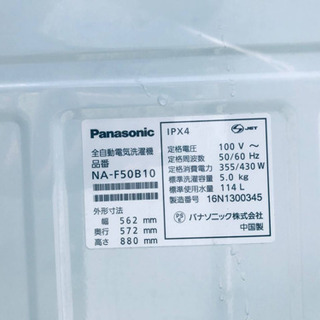 Panasonic
全自動電気洗濯機
品番
NA-F50B10
外形寸法
幅 562 mm
奥行 572 mm
高さ 880 mm
IPX4
JET
定格電圧 100 V ~
定格周波数 50/60 Hz
定格消費電力 355/430 W
標準洗濯容量 5.0 kg
標準使用水量 114 L
製造番号 16N1300345
PS E パナソニック株式会社
中国製